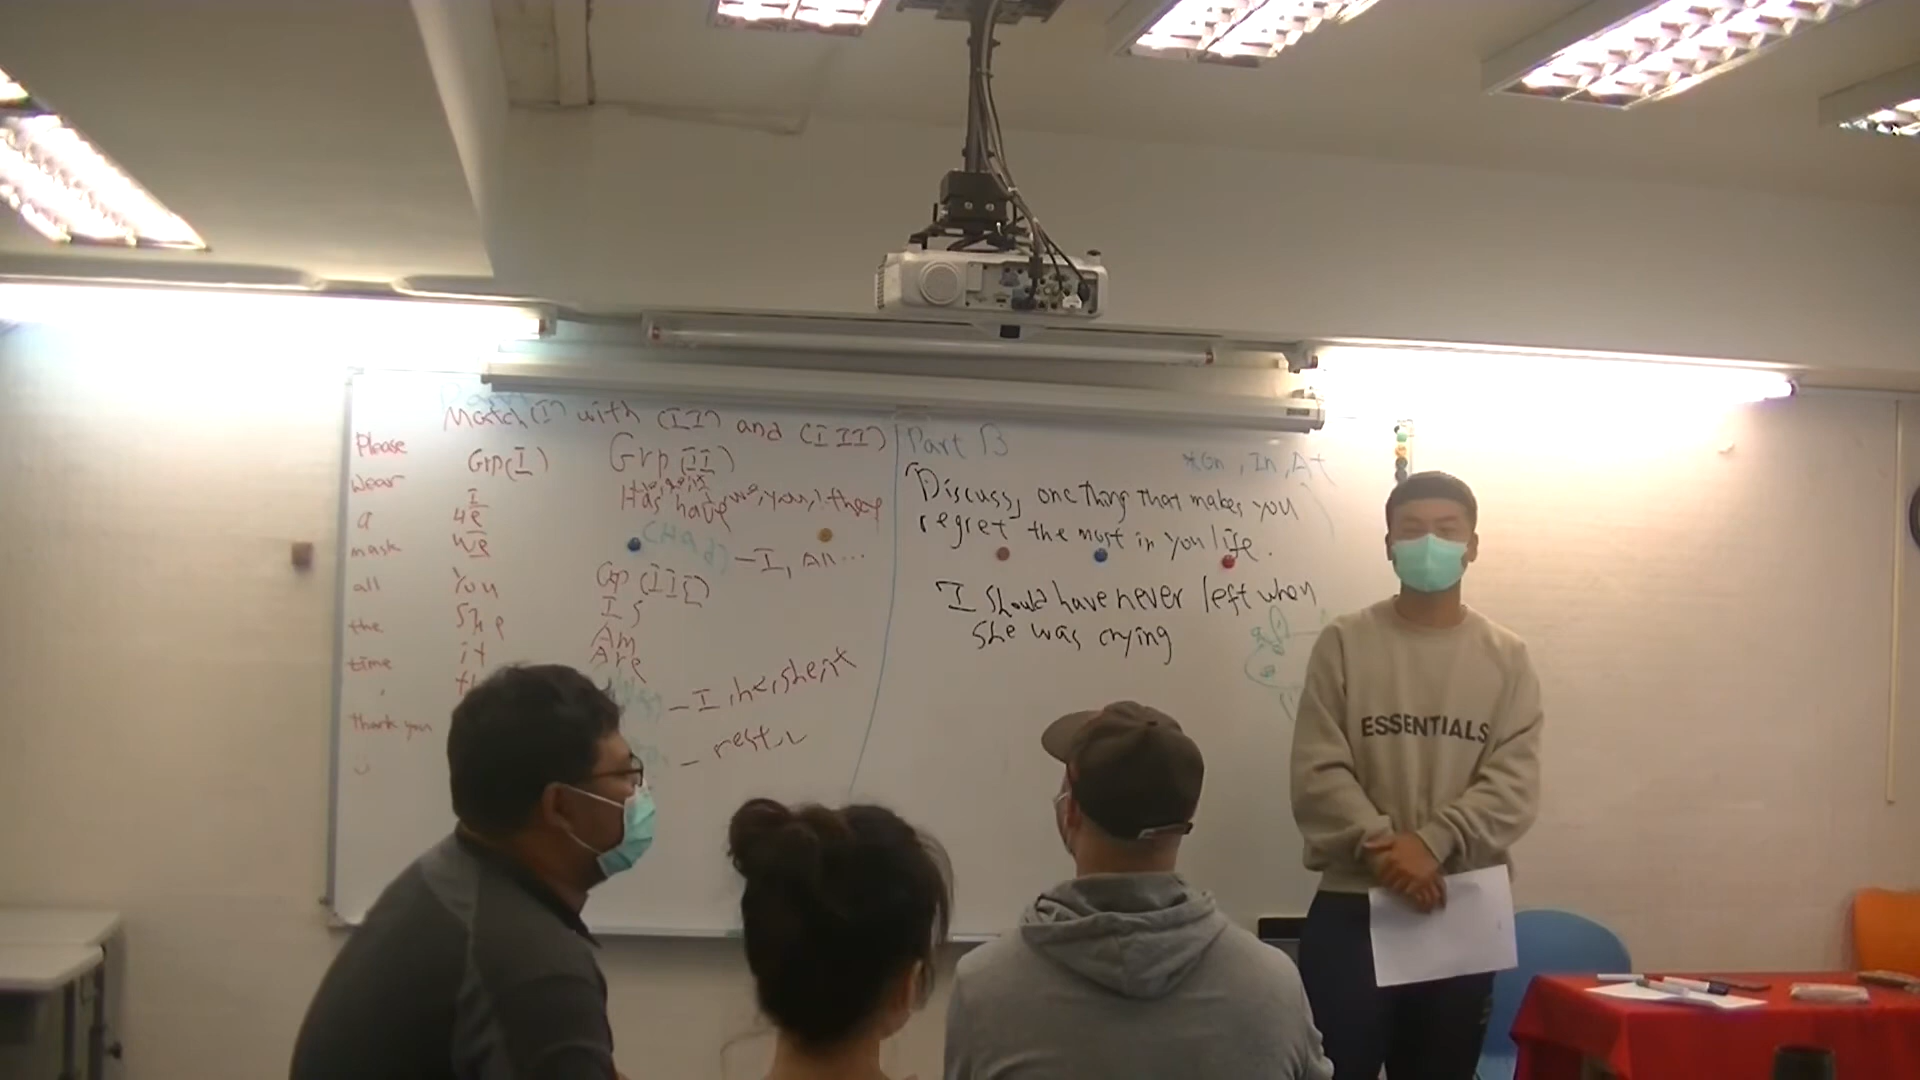 Match (I) with (II) and (III)
Please
wear
a
mask
all
the
time
Thank you
Grp (I)
I
He
We
You
She
it
Grp (II)
Has have
we, you, I, they
(Had) - I, All...
Grp (III)
Is
Am
Are
- I, he, she, it
- rest
Part B
*On, In, At
Discuss, one thing that makes you
regret the most in you life.
I should have never left when
she was crying
ESSENTIALS